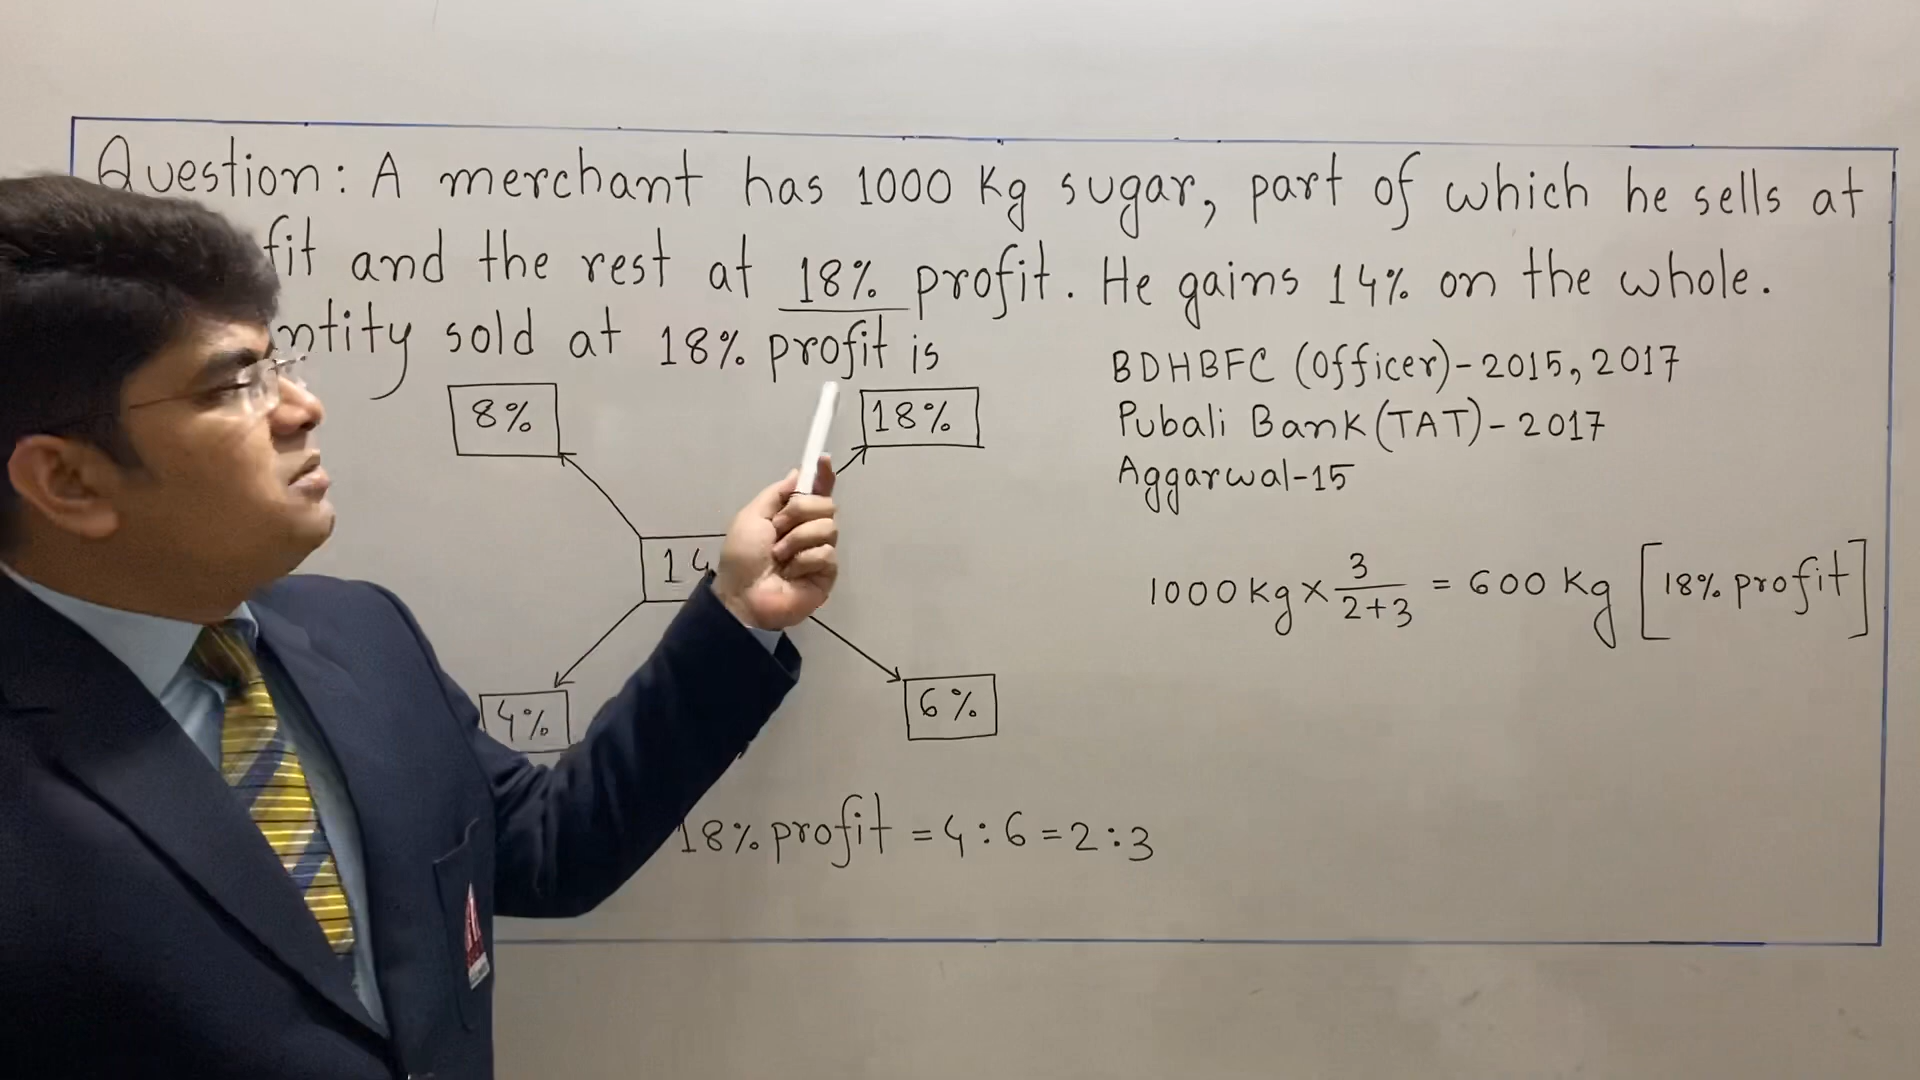 Question: A merchant has 1000 Kg sugar, part of which he sells at
fit and the rest at 18% profit. He gains 14% on the whole.
ntity sold at 18% profit is
BDHBFC (Officer)-2015, 2017
8%
18%
Pubali Bank (TAT)-2017
Aggarwal-15
14
1000 kg × 3/2+3 = 600 Kg [18% profit]
4%
6%
18% profit = 4:6 = 2:3